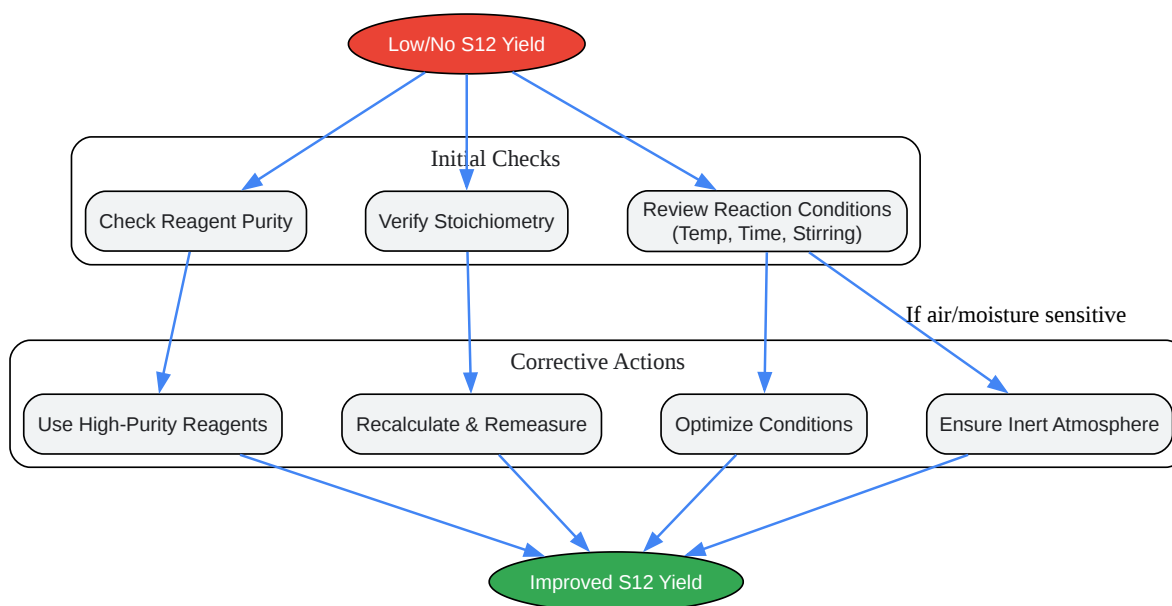 Low/No S12 Yield
Initial Checks
Check Reagent Purity
Verify Stoichiometry
Review Reaction Conditions
(Temp, Time, Stirring)
If air/moisture sensitive
Corrective Actions
Use High-Purity Reagents
Recalculate & Remeasure
Optimize Conditions
Ensure Inert Atmosphere
Improved S12 Yield